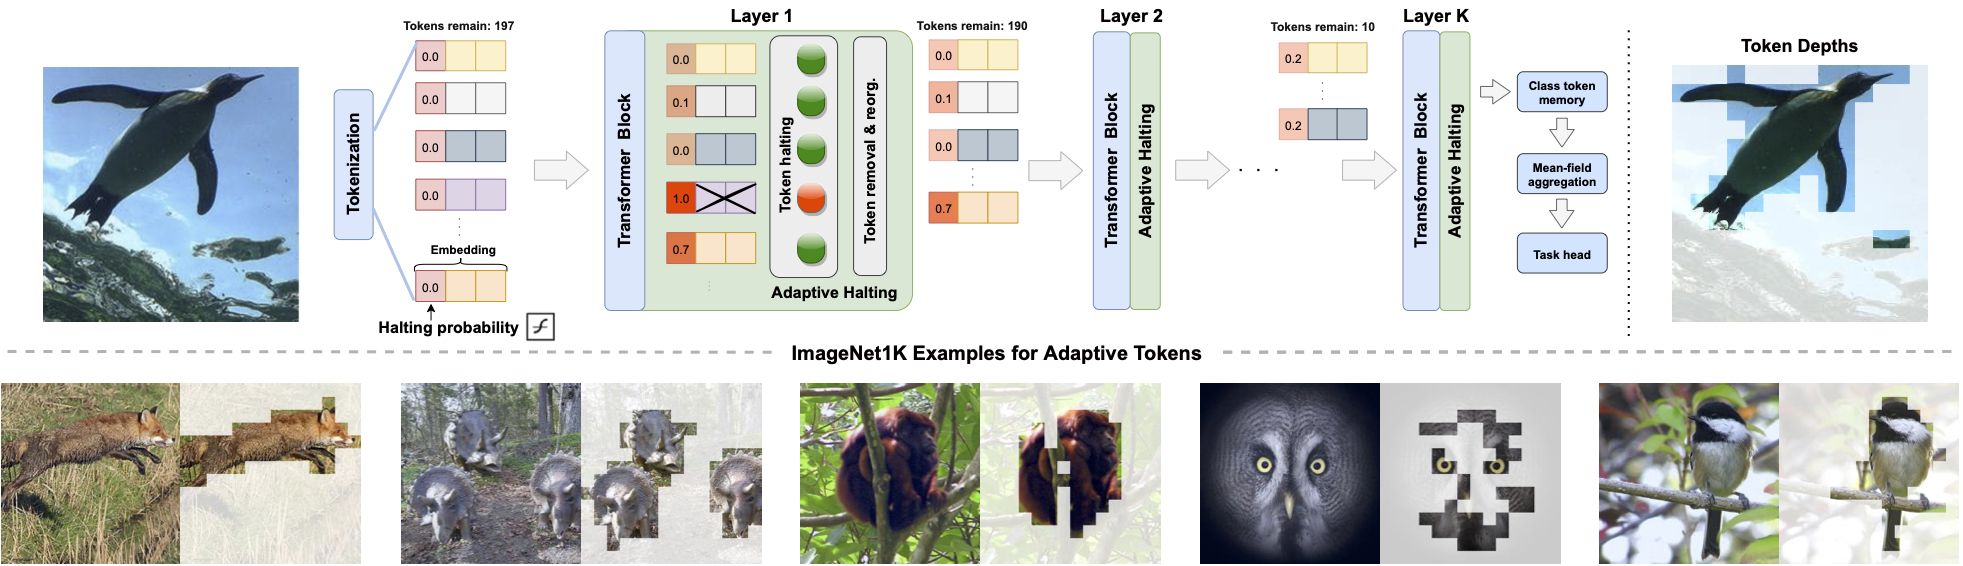 Tokens remain: 197
0.0
0.0
0.0
0.0
Embedding
0.0
Halting probability
Tokenization
Layer 1
Transformer Block
0.0
0.1
0.0
1.0
0.7
Token halting
Token removal & reorg.
Adaptive Halting
Tokens remain: 190
0.0
0.1
0.0
0.7
Layer 2
Transformer Block
Adaptive Halting
Tokens remain: 10
0.2
0.2
Layer K
Transformer Block
Adaptive Halting
Class token
memory
Mean-field
aggregation
Task head
Token Depths
ImageNet1K Examples for Adaptive Tokens